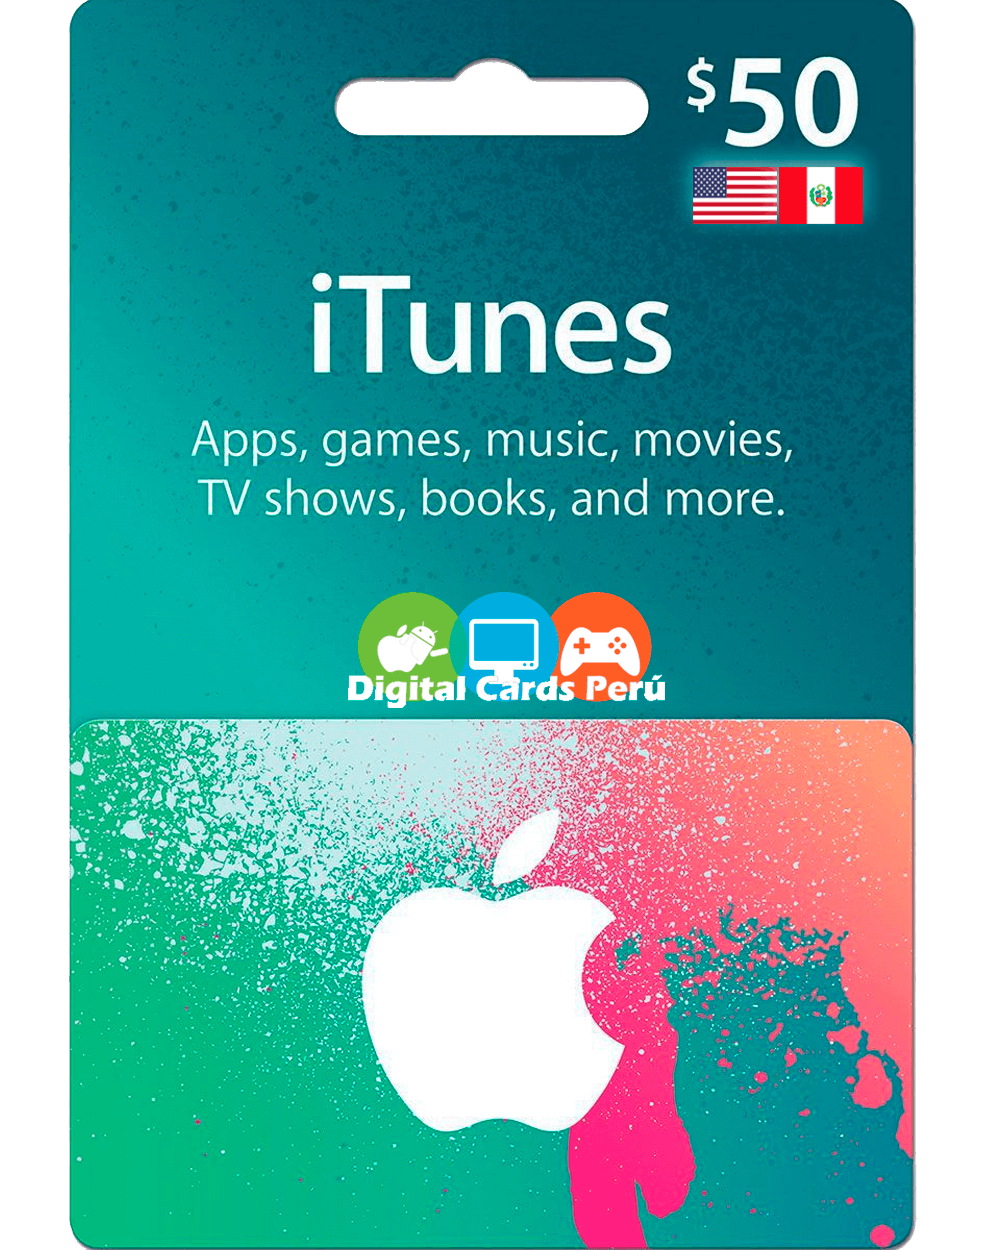 $50
iTunes
Apps, games, music, movies,
TV shows, books, and more.
Digital Cards Perú